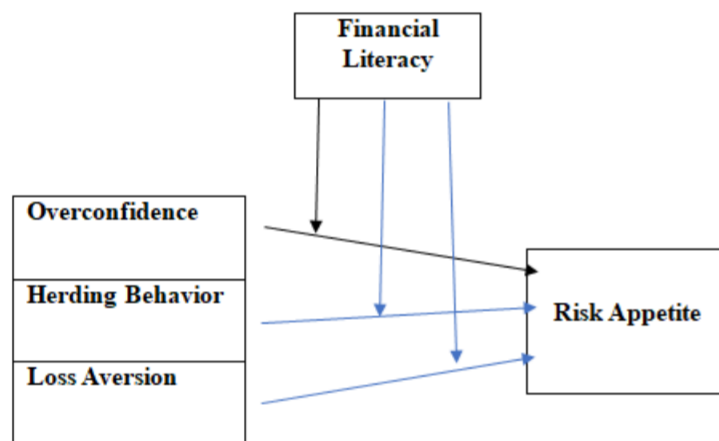 Financial
Literacy
Overconfidence
Herding Behavior
Loss Aversion
Risk Appetite